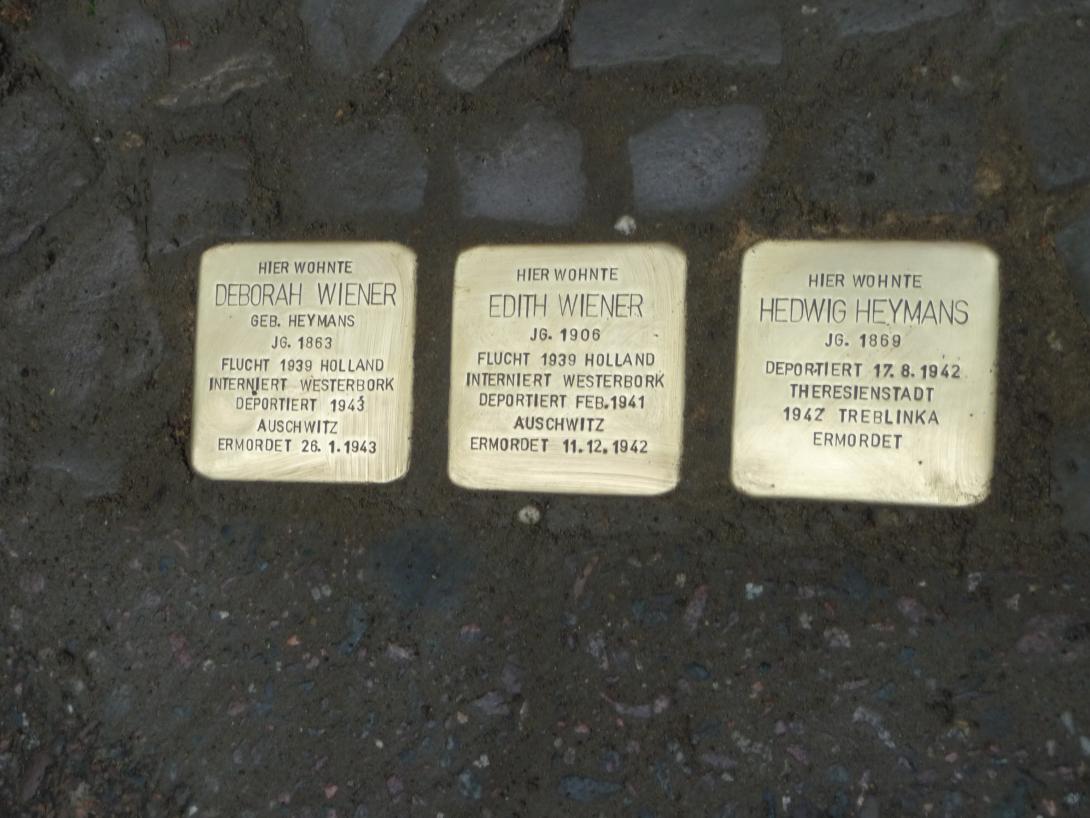 HIER WOHNTE
DEBORAH WIENER
GEB. HEYMANS
JG. 1863
FLUCHT 1939 HOLLAND
INTERNIERT WESTERBORK
DEPORTIERT 1943
AUSCHWITZ
ERMORDET 26.1.1943
HIER WOHNTE
EDITH WIENER
JG. 1906
FLUCHT 1939 HOLLAND
INTERNIERT WESTERBORK
DEPORTIERT FEB.1941
AUSCHWITZ
ERMORDET 11.12.1942
HIER WOHNTE
HEDWIG HEYMANS
JG. 1869
DEPORTIERT 17.8.1942
THERESIENSTADT
1942 TREBLINKA
ERMORDET